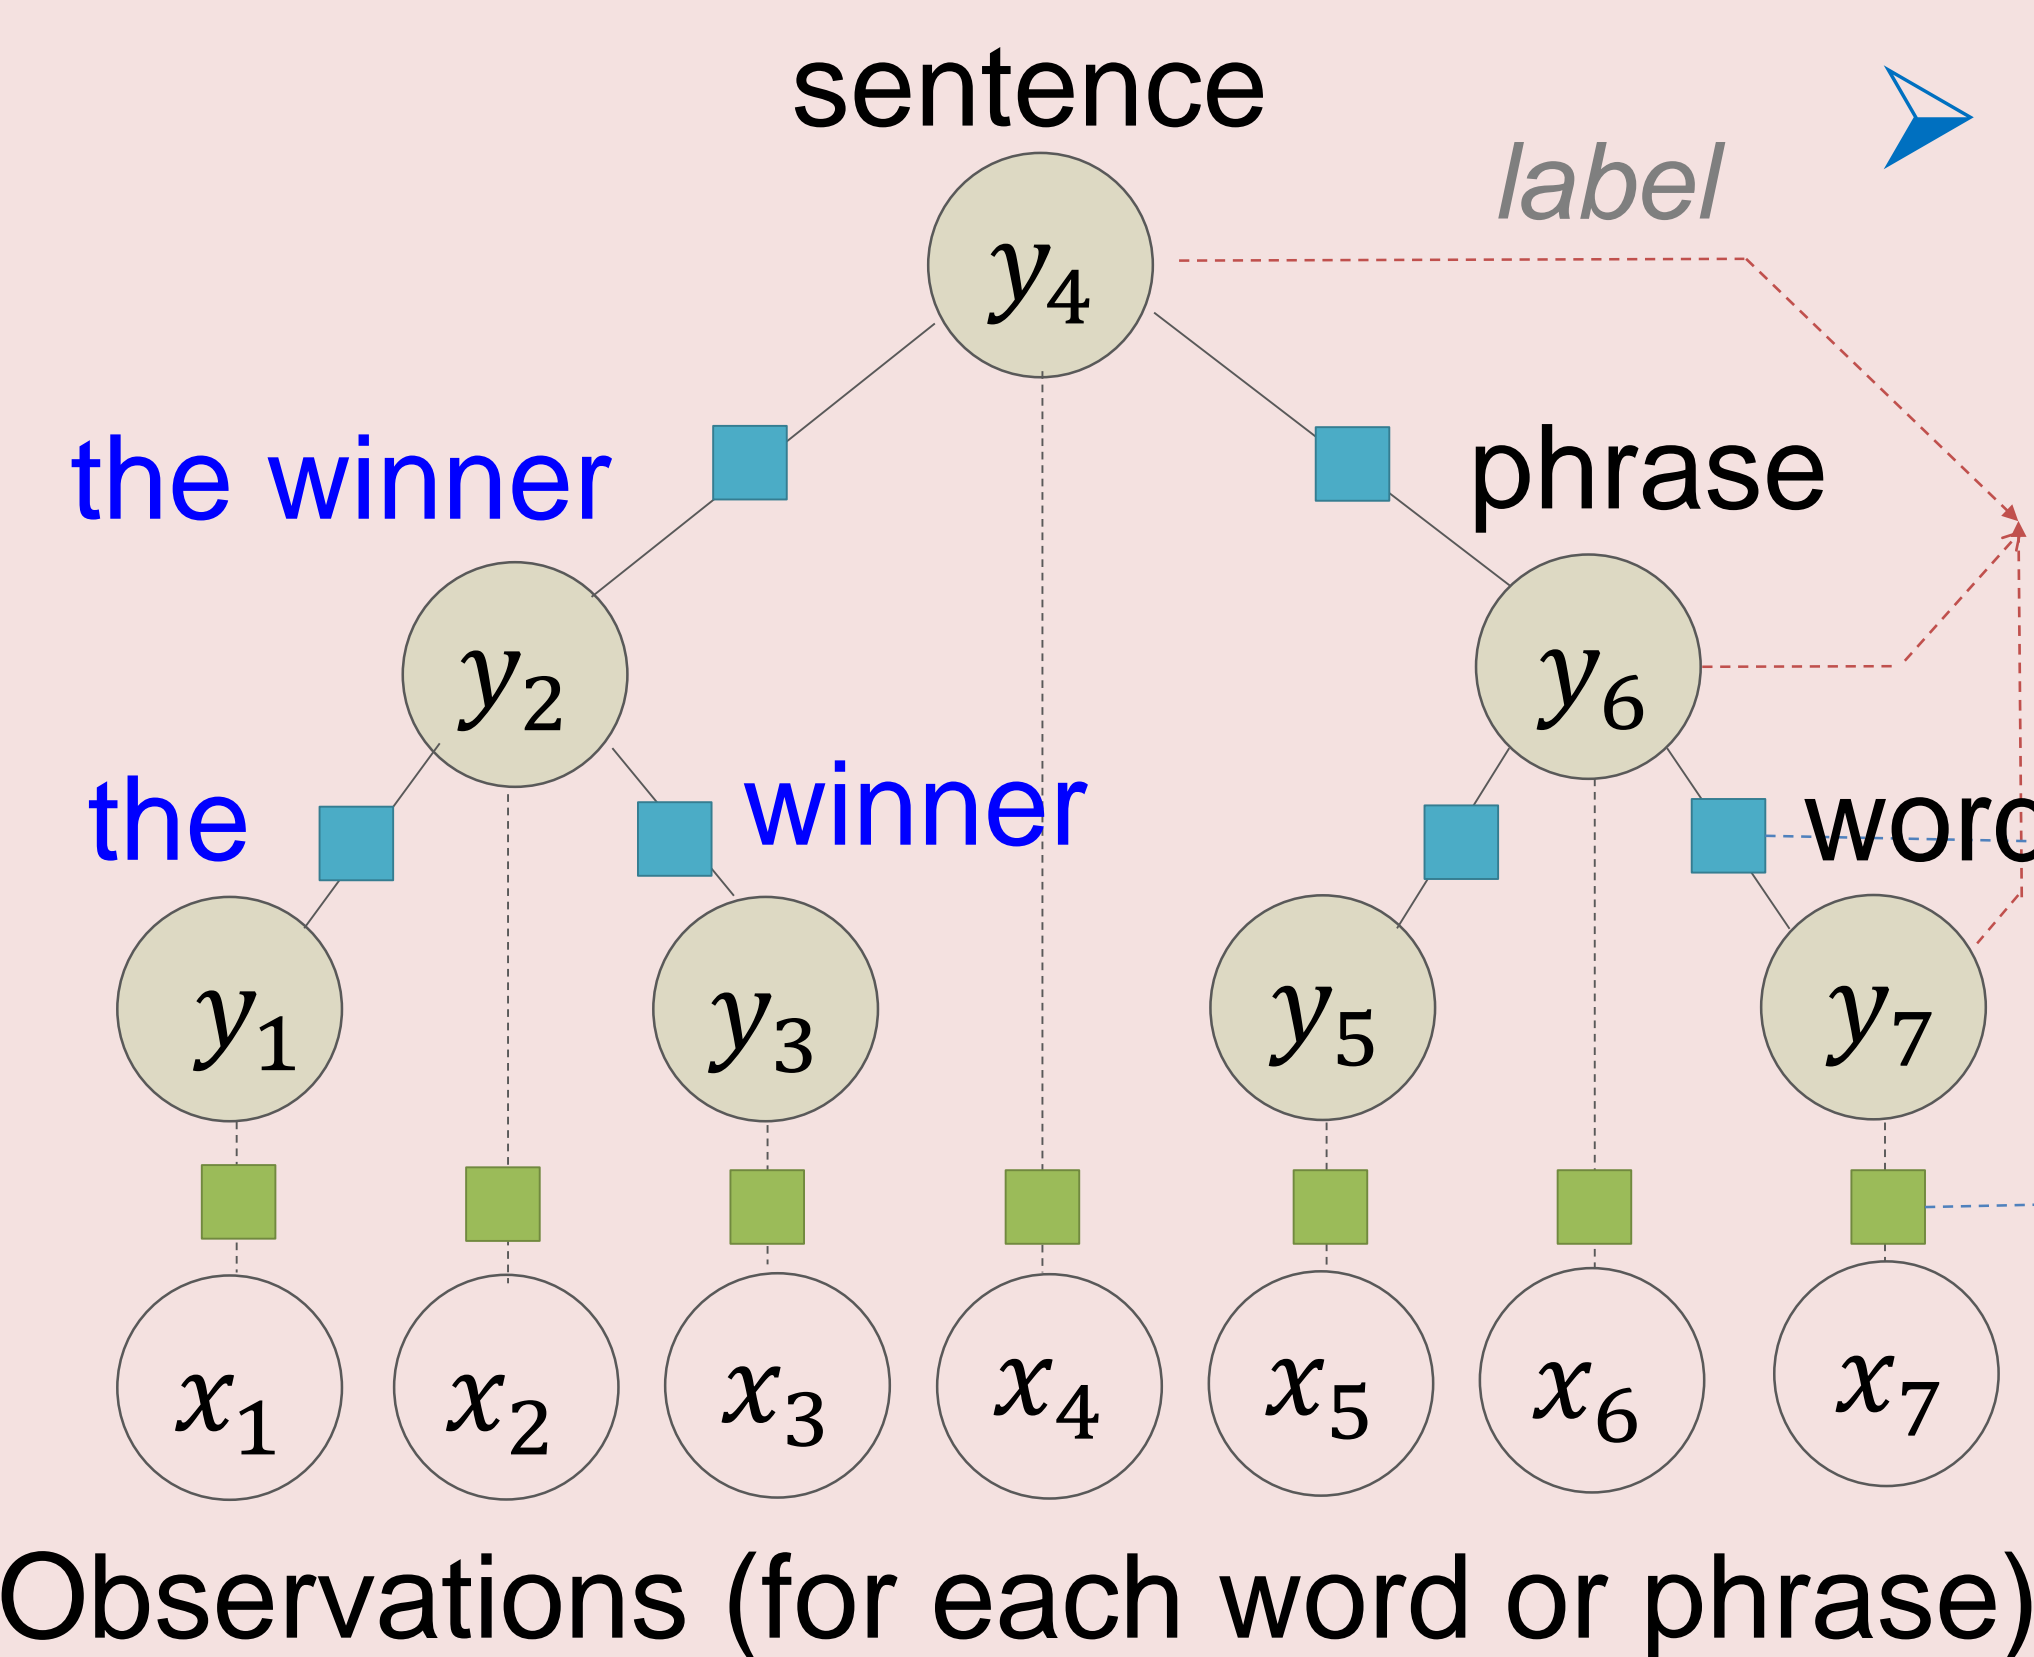 sentence
label
y4
the winner
phrase
y2
y6
the
winner
word
y1
y3
y5
y7
x1
x2
x3
x4
x5
x6
x7
Observations (for each word or phrase)